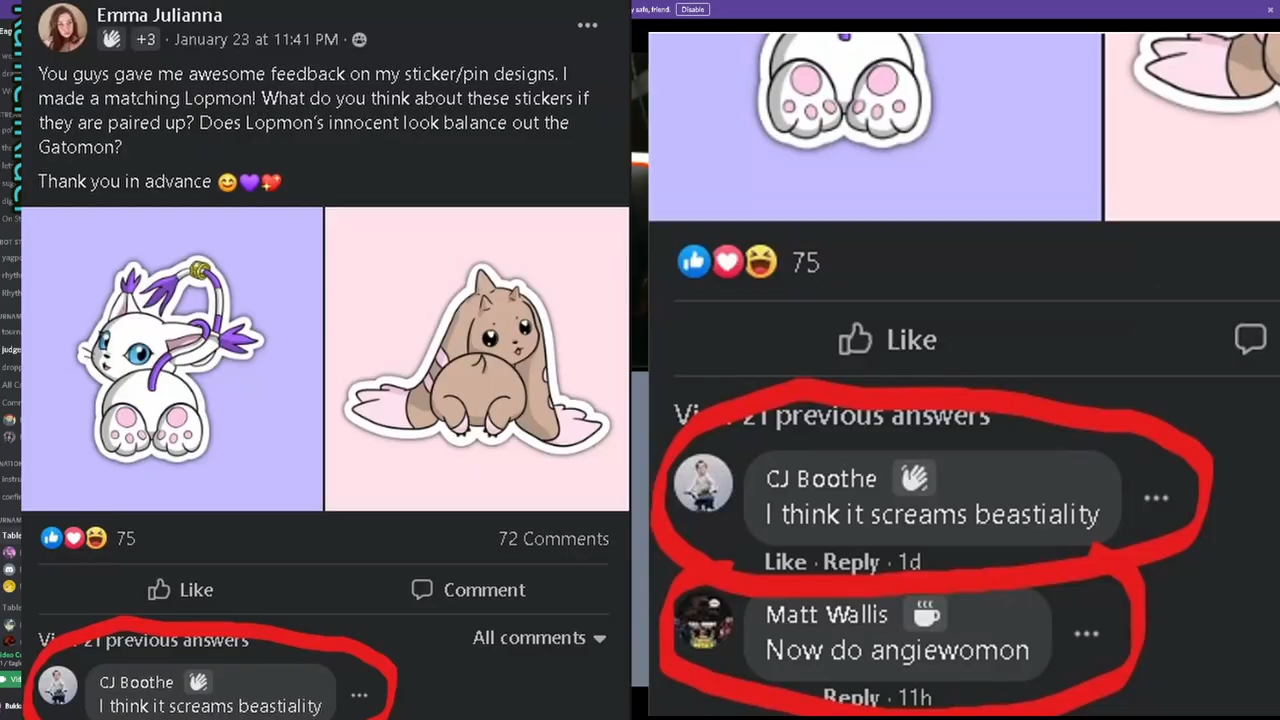 safe, friend.
Disable
Emma Julianna
+3 · January 23 at 11:41 PM ·
You guys gave me awesome feedback on my sticker/pin designs. I
made a matching Lopmon! What do you think about these stickers if
they are paired up? Does Lopmon's innocent look balance out the
Gatomon?
Thank you in advance 😊💜💖
75
72 Comments
Like
Comment
21 previous answers
All comments
CJ Boothe
I think it screams beastiality
75
Like
21 previous answers
CJ Boothe
I think it screams beastiality
Like · Reply · 1d
Matt Wallis
Now do angiewomon
Reply · 11h